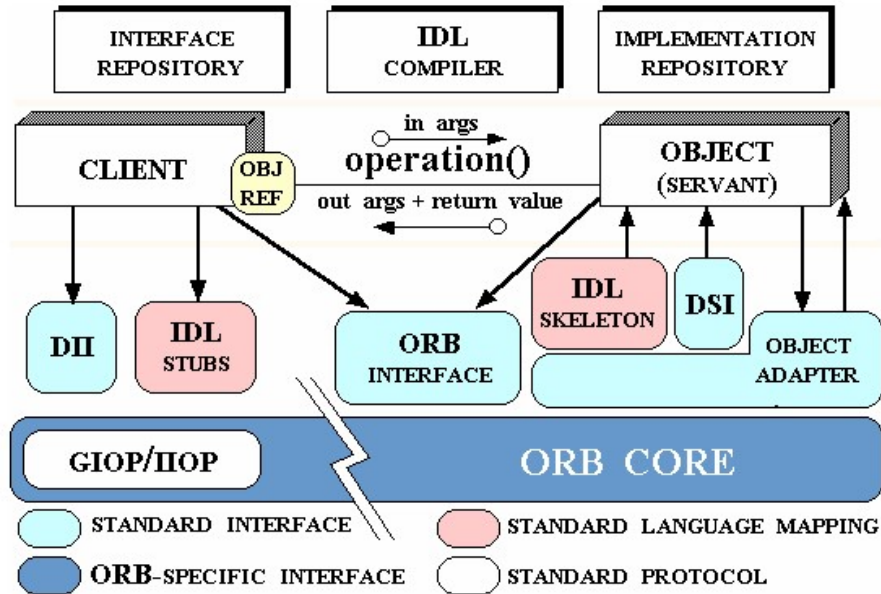 INTERFACE
REPOSITORY
IDL
COMPILER
IMPLEMENTATION
REPOSITORY
in args
CLIENT
OBJ
REF
operation()
OBJECT
(SERVANT)
out args + return value
DII
IDL
STUBS
ORB
INTERFACE
IDL
SKELETON
DSI
OBJECT
ADAPTER
GIOP/IIOP
ORB CORE
STANDARD INTERFACE
STANDARD LANGUAGE MAPPING
ORB-SPECIFIC INTERFACE
STANDARD PROTOCOL